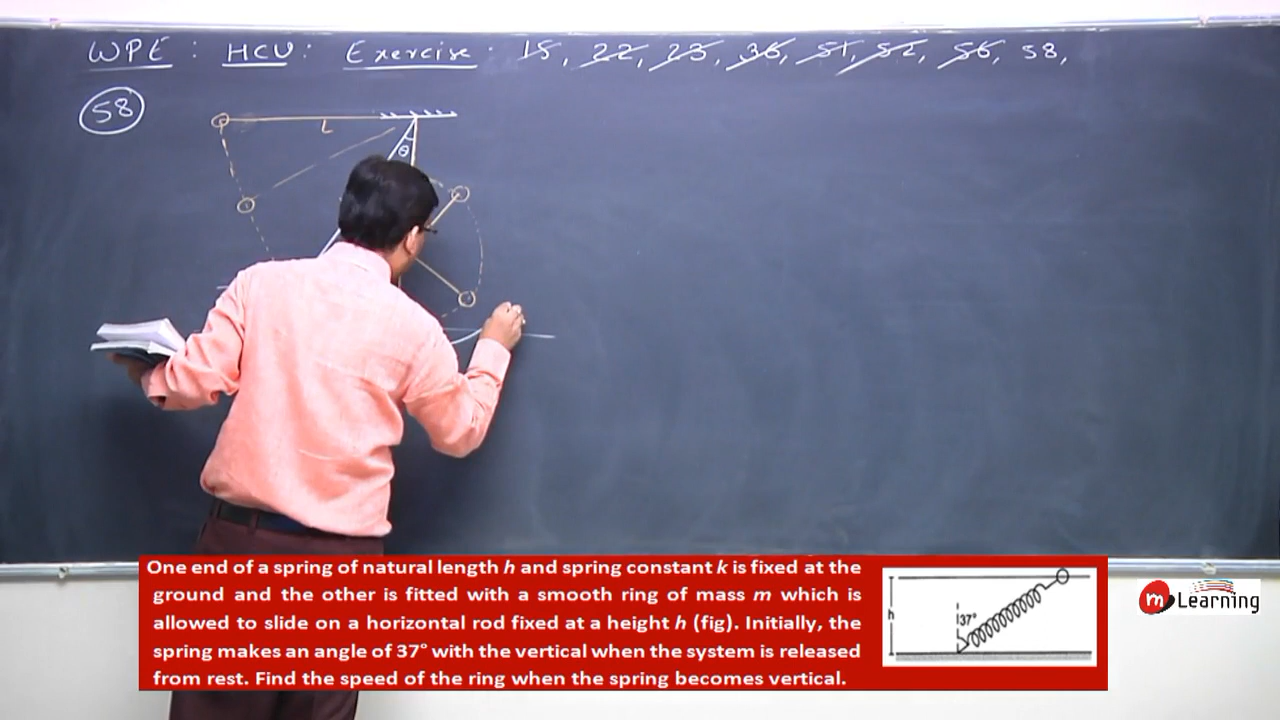 WPE : HCV : Exercise : 15, 22, 23, 36, 51, 52, 56, 58,
58
L
θ
One end of a spring of natural length h and spring constant k is fixed at the
ground and the other is fitted with a smooth ring of mass m which is
allowed to slide on a horizontal rod fixed at a height h (fig). Initially, the
spring makes an angle of 37° with the vertical when the system is released
from rest. Find the speed of the ring when the spring becomes vertical.
h
37°
m Learning